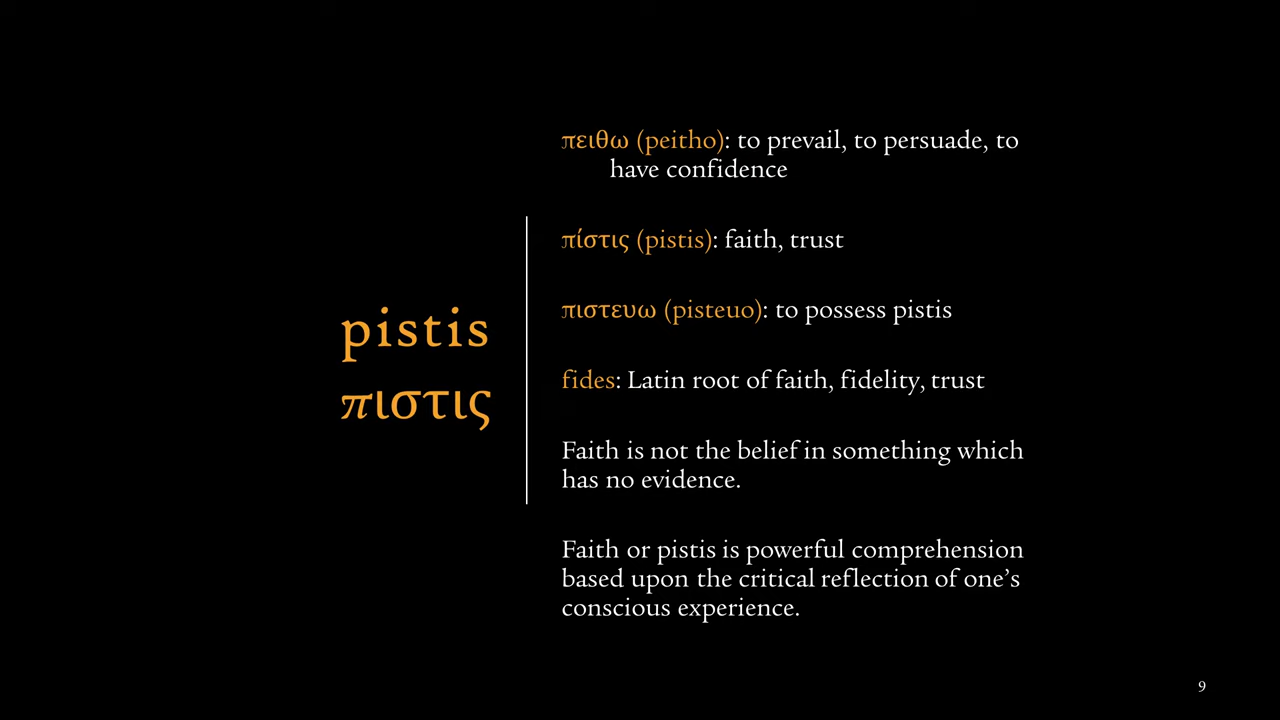 pistis
πιστις
πειθω (peitho): to prevail, to persuade, to
have confidence
πίστις (pistis): faith, trust
πιστευω (pisteuo): to possess pistis
fides: Latin root of faith, fidelity, trust
Faith is not the belief in something which
has no evidence.
Faith or pistis is powerful comprehension
based upon the critical reflection of one’s
conscious experience.
9